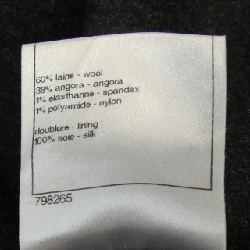 60% laine - wool
38% angora - angora
1% elasthanne - spandex
1% polyamide - nylon
doublure - lining :
100% soie - silk
798265